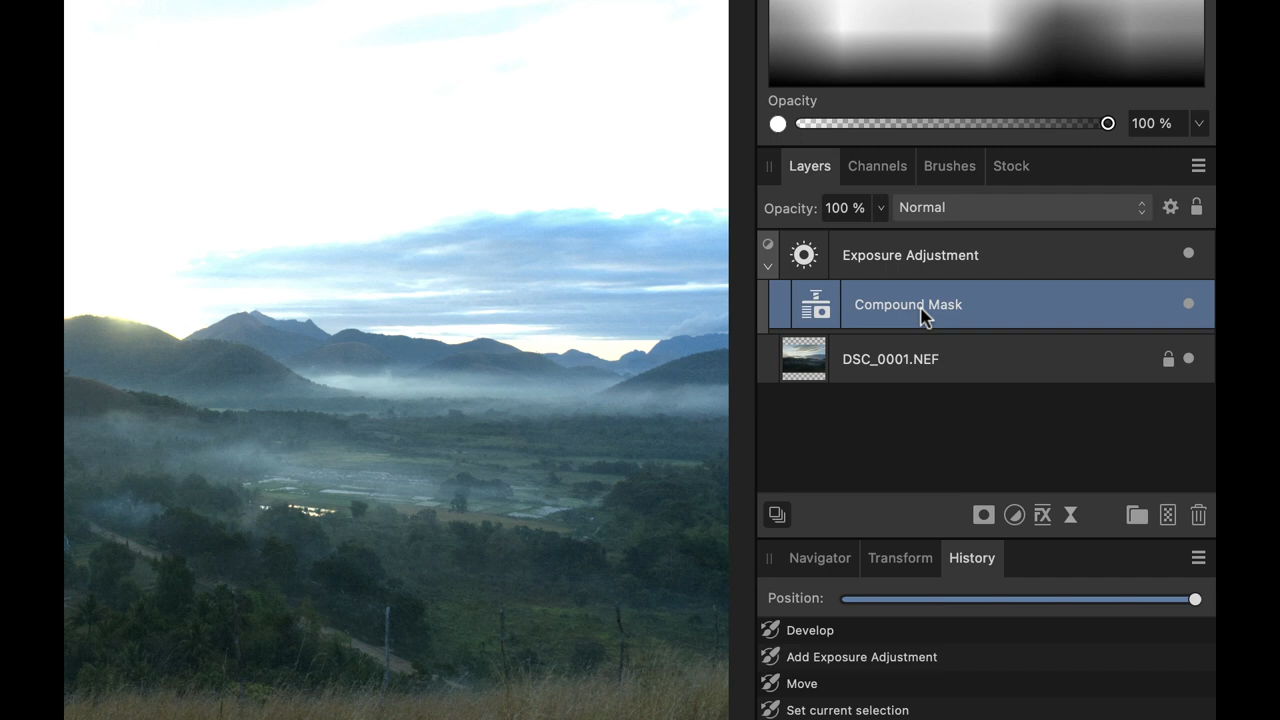 Opacity
100 %
Layers Channels Brushes Stock
Opacity: 100 % Normal
Exposure Adjustment
Compound Mask
DSC_0001.NEF
FX
Navigator Transform History
Position:
Develop
Add Exposure Adjustment
Move
Set current selection